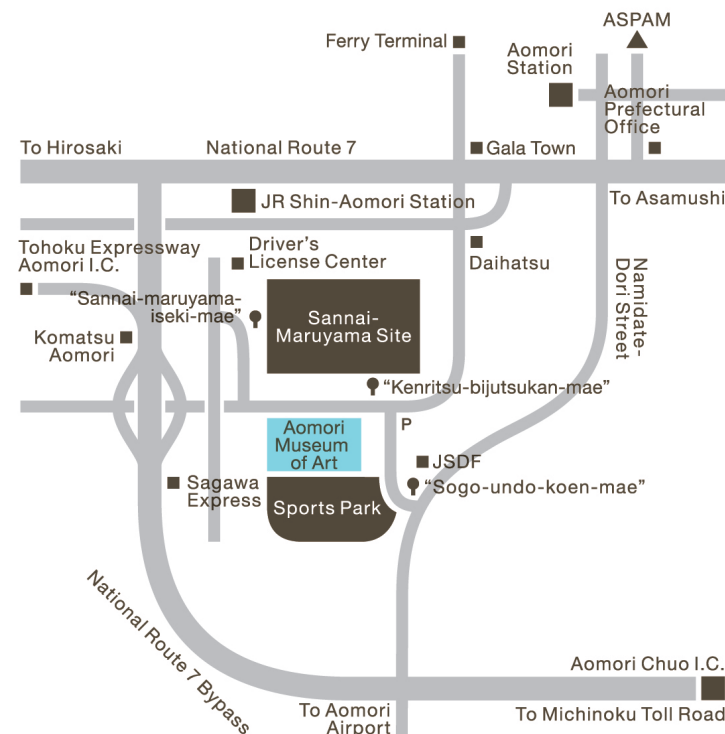 ASPAM
Ferry Terminal
Aomori
Station
Aomori
Prefectural
Office
To Hirosaki
National Route 7
Gala Town
To Asamushi
JR Shin-Aomori Station
Tohoku Expressway
Aomori I.C.
Driver's
License Center
Daihatsu
Namidate-
Dori Street
“Sannai-maruyama-
iseki-mae”
Sannai-
Maruyama Site
Komatsu
Aomori
“Kenritsu-bijutsukan-mae”
Aomori
Museum
of Art
P
JSDF
Sagawa
Express
“Sogo-undo-koen-mae”
Sports Park
National Route 7 Bypass
Aomori Chuo I.C.
To Aomori
Airport
To Michinoku Toll Road